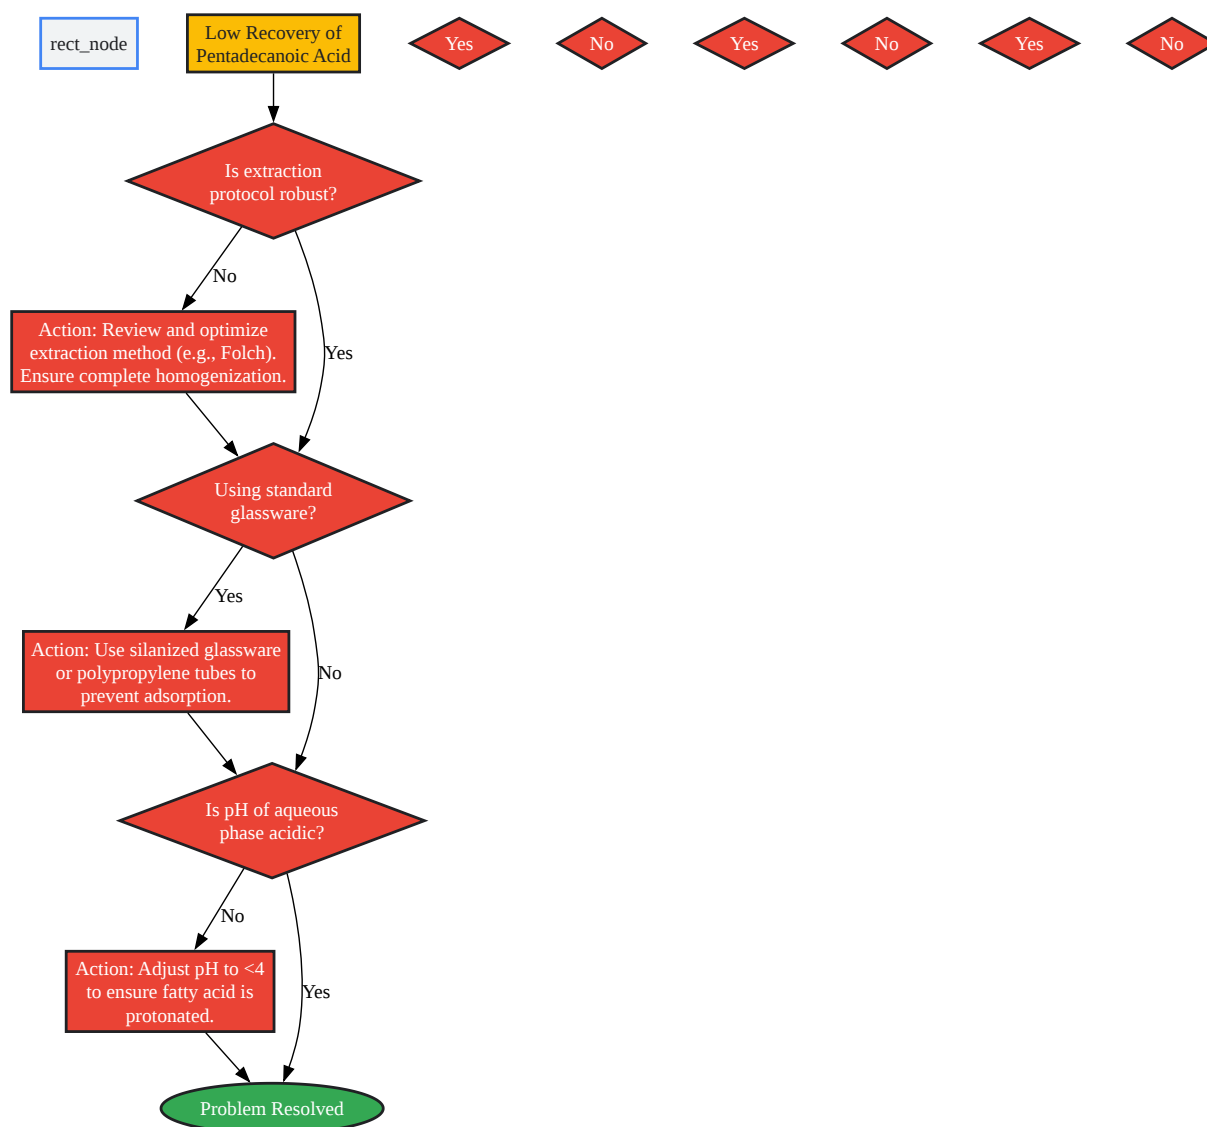 rect_node
Low Recovery of
Pentadecanoic Acid
Yes
No
Yes
No
Yes
No
Is extraction
protocol robust?
No
Yes
Action: Review and optimize
extraction method (e.g., Folch).
Ensure complete homogenization.
Using standard
glassware?
Yes
No
Action: Use silanized glassware
or polypropylene tubes to
prevent adsorption.
Is pH of aqueous
phase acidic?
No
Yes
Action: Adjust pH to <4
to ensure fatty acid is
protonated.
Problem Resolved